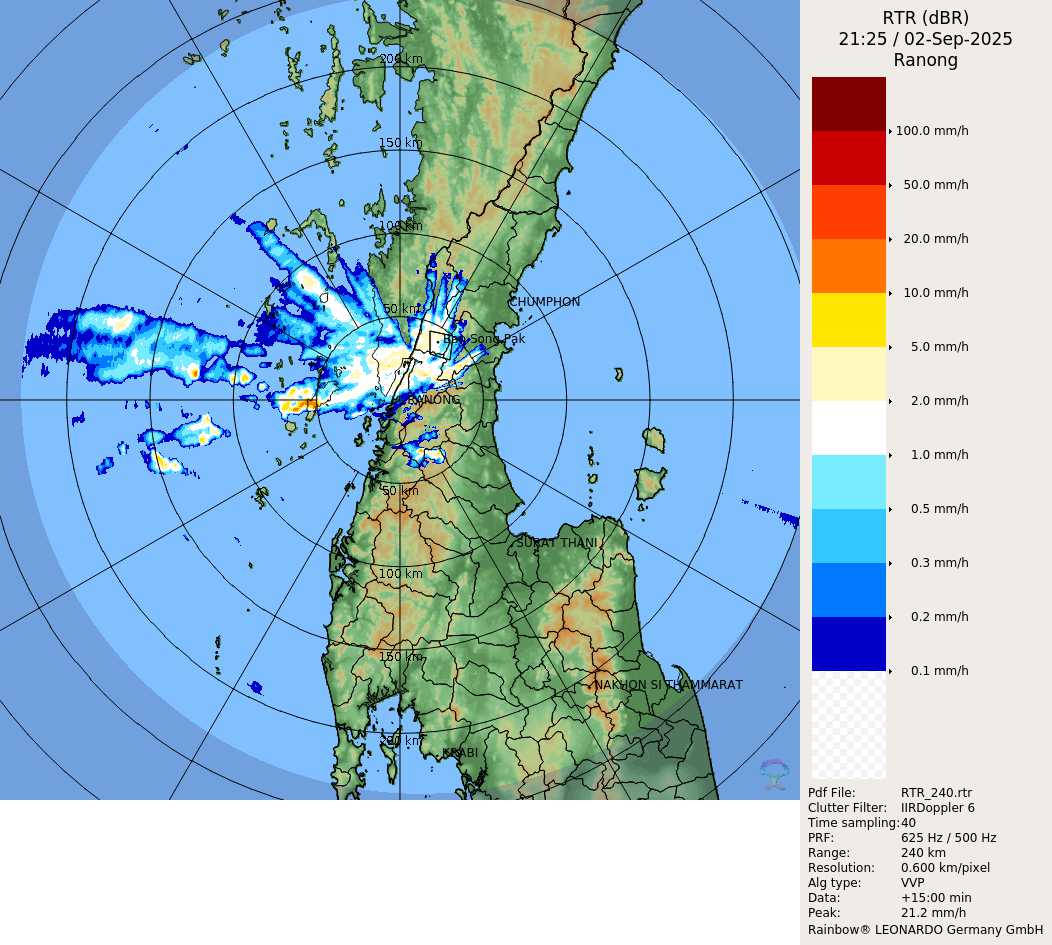 RTR (dBR)
21:25 / 02-Sep-2025
Ranong
200 km
150 km
100 km
50 km
CHUMPHON
Ban Song Pak
RANONG
50 km
SURAT THANI
100 km
150 km
NAKHON SI THAMMARAT
200 km
KRABI
100.0 mm/h
50.0 mm/h
20.0 mm/h
10.0 mm/h
5.0 mm/h
2.0 mm/h
1.0 mm/h
0.5 mm/h
0.3 mm/h
0.2 mm/h
0.1 mm/h
Pdf File: RTR_240.rtr
Clutter Filter: IIRDoppler 6
Time sampling: 40
PRF: 625 Hz / 500 Hz
Range: 240 km
Resolution: 0.600 km/pixel
Alg type: VVP
Data: +15:00 min
Peak: 21.2 mm/h
Rainbow® LEONARDO Germany GmbH